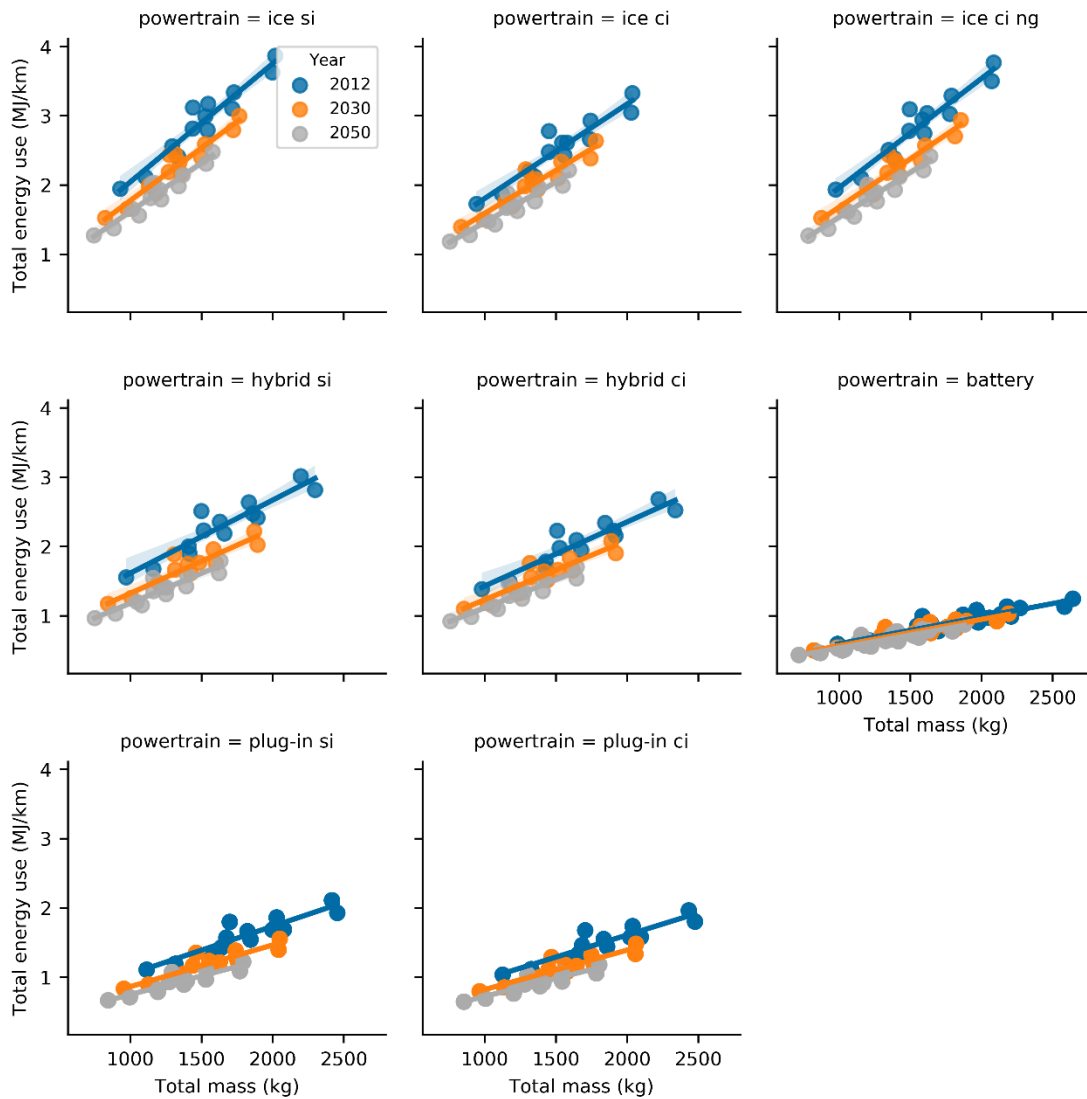 powertrain = ice si
powertrain = ice ci
powertrain = ice ci ng
Total energy use (MJ/km)
4
3
2
1
Year
2012
2030
2050
powertrain = hybrid si
powertrain = hybrid ci
powertrain = battery
Total energy use (MJ/km)
4
3
2
1
1000 1500 2000 2500
Total mass (kg)
powertrain = plug-in si
powertrain = plug-in ci
Total energy use (MJ/km)
4
3
2
1
1000 1500 2000 2500
Total mass (kg)
1000 1500 2000 2500
Total mass (kg)